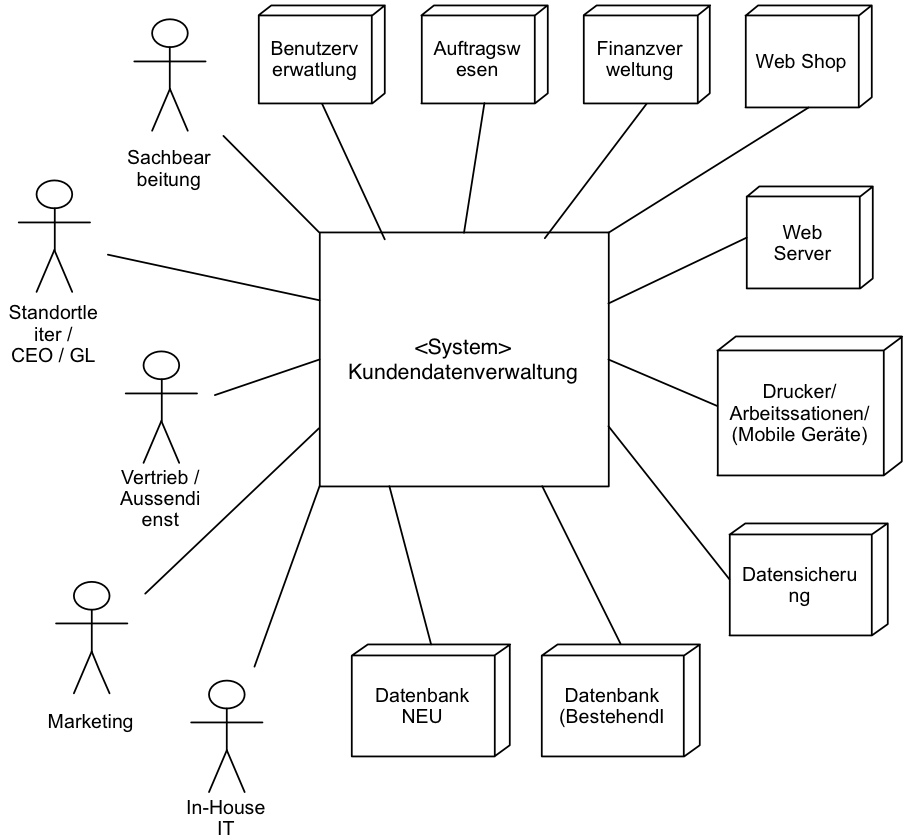 Benutzerv
erwatlung
Auftragsw
esen
Finanzver
weltung
Web Shop
Sachbear
beitung
Web
Server
Standortle
iter /
CEO / GL
<System>
Kundendatenverwaltung
Drucker/
Arbeitssationen/
(Mobile Geräte)
Vertrieb /
Aussendi
enst
Datensicheru
ng
Marketing
Datenbank
NEU
Datenbank
(BestehendI
In-House
IT